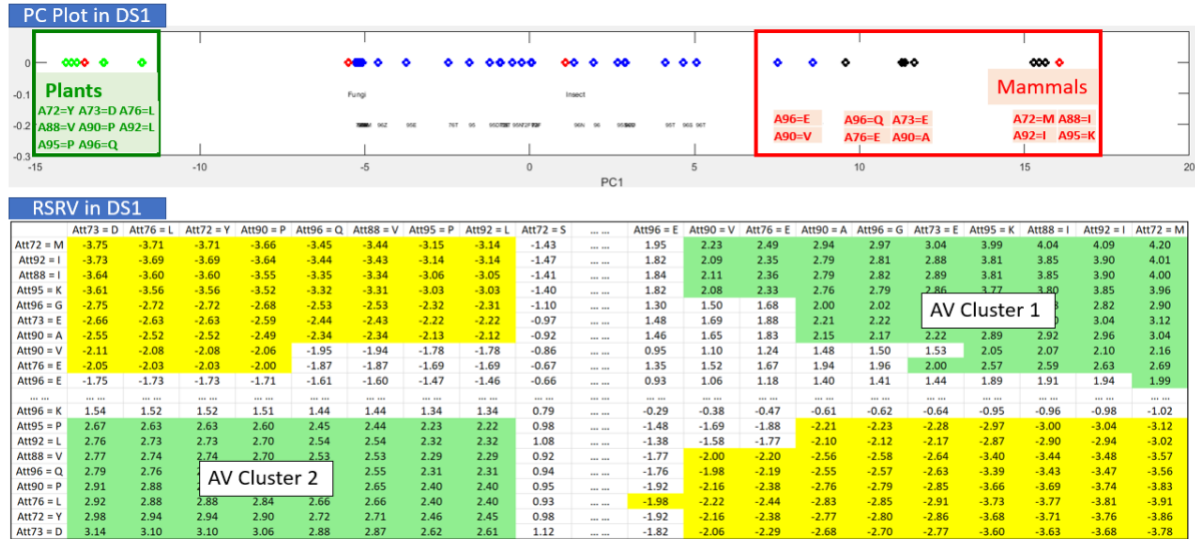 PC Plot in DS1
0
-0.1
-0.2
-0.3
Plants
A72=Y A73=D A76=L
A88=V A90=P A92=L
A95=P A96=Q
Fungi
Insect
96Z 95E 76T 95 96 95T 96S 96T
Mammals
A96=E A96=Q A73=E A72=M A88=I
A90=V A76=E A90=A A92=I A95=K
-15 -10 -5 0 5 10 15 20
PC1
RSRV in DS1
Att73 = D Att76 = L Att72 = Y Att90 = P Att96 = Q Att88 = V Att95 = P Att92 = L Att72 = S ... ... Att96 = E Att90 = V Att76 = E Att90 = A Att96 = G Att73 = E Att95 = K Att88 = I Att92 = I Att72 = M
Att72 = M -3.75 -3.71 -3.71 -3.66 -3.45 -3.44 -3.15 -3.14 -1.43 ... ... 1.95 2.23 2.49 2.94 2.97 3.04 3.99 4.04 4.09 4.20
Att92 = I -3.73 -3.69 -3.69 -3.64 -3.44 -3.43 -3.14 -3.14 -1.47 ... ... 1.82 2.09 2.35 2.79 2.81 2.88 3.81 3.85 3.90 4.01
Att88 = I -3.64 -3.60 -3.60 -3.55 -3.35 -3.34 -3.06 -3.05 -1.41 ... ... 1.84 2.11 2.36 2.79 2.82 2.89 3.81 3.85 3.90 4.00
Att95 = K -3.61 -3.56 -3.56 -3.52 -3.32 -3.31 -3.03 -3.03 -1.40 ... ... 1.82 2.08 2.33 2.76 2.79 2.86 3.77 3.80 3.85 3.96
Att96 = G -2.75 -2.72 -2.72 -2.68 -2.53 -2.53 -2.32 -2.31 -1.10 ... ... 1.30 1.50 1.68 2.00 2.02 2.82 2.90
Att73 = E -2.66 -2.63 -2.63 -2.59 -2.44 -2.43 -2.22 -2.22 -0.97 ... ... 1.48 1.69 1.88 2.21 2.22 3.04 3.12
Att90 = A -2.55 -2.52 -2.52 -2.49 -2.34 -2.34 -2.13 -2.12 -0.92 ... ... 1.46 1.65 1.83 2.15 2.17 2.22 2.89 2.92 2.96 3.04
AV Cluster 1
Att90 = V -2.11 -2.08 -2.08 -2.06 -1.95 -1.94 -1.78 -1.78 -0.86 ... ... 0.95 1.10 1.24 1.48 1.50 1.53 2.05 2.07 2.10 2.16
Att76 = E -2.05 -2.03 -2.03 -2.00 -1.87 -1.87 -1.69 -1.69 -0.67 ... ... 1.35 1.52 1.67 1.94 1.96 2.00 2.57 2.59 2.63 2.69
Att96 = E -1.75 -1.73 -1.73 -1.71 -1.61 -1.60 -1.47 -1.46 -0.66 ... ... 0.93 1.06 1.18 1.40 1.41 1.44 1.89 1.91 1.94 1.99
... ... ... ... ... ... ... ... ... ... ... ... ... ... ... ... ... ... ... ... ... ... ... ... ... ... ... ... ... ... ... ... ... ... ... ... ... ... ... ... ... ...
Att96 = K 1.54 1.52 1.52 1.51 1.44 1.44 1.34 1.34 0.79 ... ... -0.29 -0.38 -0.47 -0.61 -0.62 -0.64 -0.95 -0.96 -0.98 -1.02
Att95 = P 2.67 2.63 2.63 2.60 2.45 2.44 2.23 2.22 0.98 ... ... -1.48 -1.69 -1.88 -2.21 -2.23 -2.28 -2.97 -3.00 -3.04 -3.12
Att92 = L 2.76 2.73 2.73 2.70 2.54 2.54 2.32 2.32 1.08 ... ... -1.38 -1.58 -1.77 -2.10 -2.12 -2.17 -2.87 -2.90 -2.94 -3.02
Att88 = V 2.77 2.74 2.74 2.70 2.53 2.53 2.29 2.29 0.92 ... ... -1.77 -2.00 -2.20 -2.56 -2.58 -2.64 -3.40 -3.44 -3.48 -3.57
Att96 = Q 2.79 2.76 2.55 2.31 2.31 0.94 ... ... -1.76 -1.98 -2.19 -2.55 -2.57 -2.63 -3.39 -3.43 -3.47 -3.56
AV Cluster 2
Att90 = P 2.91 2.88 2.65 2.40 2.40 0.95 ... ... -1.92 -2.16 -2.38 -2.76 -2.79 -2.85 -3.66 -3.69 -3.74 -3.83
Att76 = L 2.92 2.88 2.88 2.84 2.66 2.66 2.40 2.40 0.93 ... ... -1.98 -2.22 -2.44 -2.83 -2.85 -2.91 -3.73 -3.77 -3.81 -3.91
Att72 = Y 2.98 2.94 2.94 2.90 2.72 2.71 2.46 2.45 0.98 ... ... -1.92 -2.16 -2.38 -2.77 -2.80 -2.86 -3.68 -3.71 -3.76 -3.86
Att73 = D 3.14 3.10 3.10 3.06 2.88 2.87 2.62 2.61 1.12 ... ... -1.82 -2.06 -2.29 -2.68 -2.70 -2.77 -3.60 -3.63 -3.68 -3.78